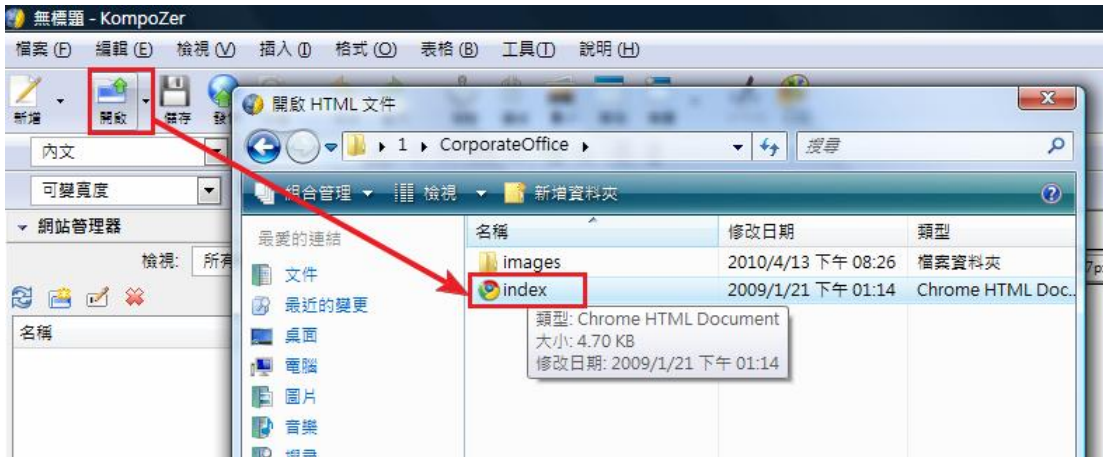 無標題 - KompoZer
檔案 (F) 編輯 (E) 檢視 (V) 插入 (I) 格式 (O) 表格 (B) 工具(T) 說明 (H)
新增 開啟 儲存
開啟 HTML 文件
內文
1 CorporateOffice 搜尋
可變寬度
組合管理 檢視 新增資料夾
網站管理器
最愛的連結
名稱 修改日期 類型
檢視:
images 2010/4/13 下午 08:26 檔案資料夾
文件
index 2009/1/21 下午 01:14 Chrome HTML Doc..
最近的變更
類型: Chrome HTML Document
名稱
大小: 4.70 KB
桌面
修改日期: 2009/1/21 下午 01:14
電腦
圖片
音樂